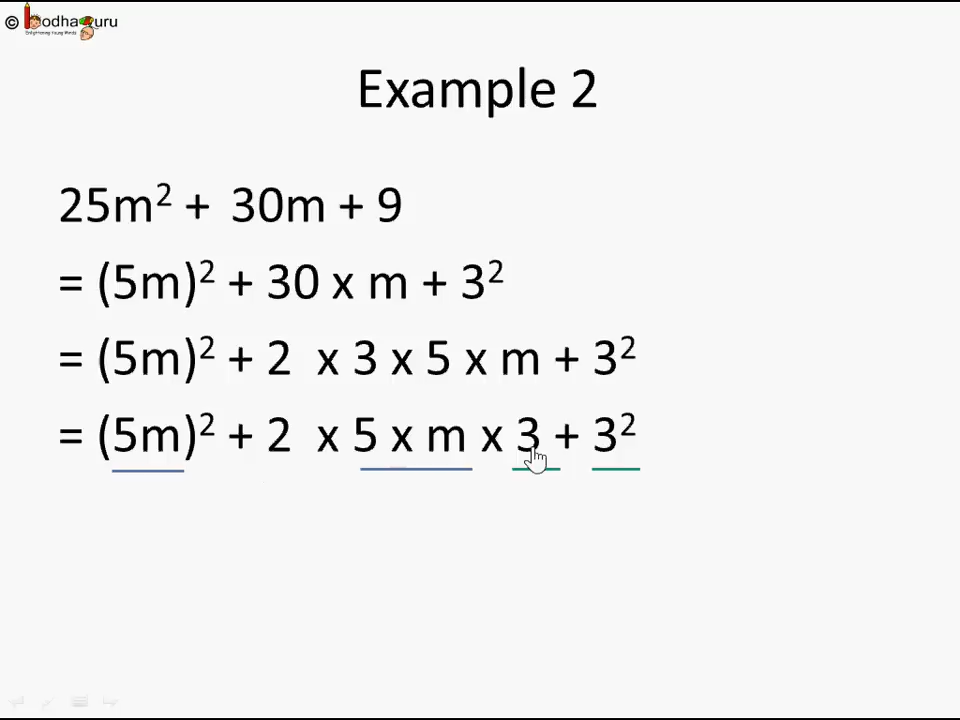 © BodhaGuru
Example 2
25m² + 30m + 9
= (5m)² + 30 x m + 3²
= (5m)² + 2 x 3 x 5 x m + 3²
= (5m)² + 2 x 5 x m x 3 + 3²